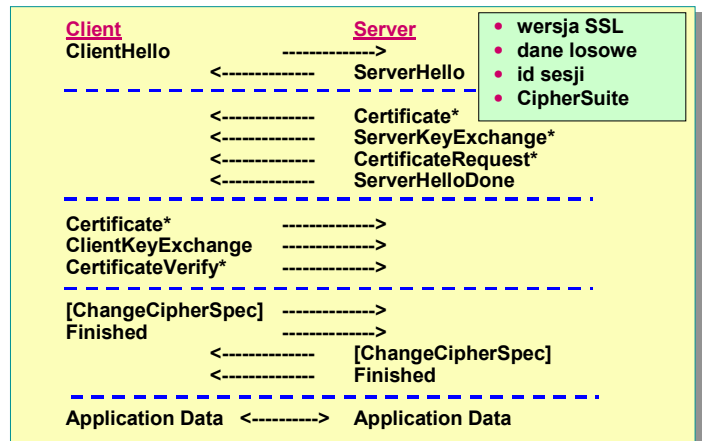 Client Server
ClientHello -------------->
<-------------- ServerHello
• wersja SSL
• dane losowe
• id sesji
• CipherSuite
<-------------- Certificate*
<-------------- ServerKeyExchange*
<-------------- CertificateRequest*
<-------------- ServerHelloDone
Certificate* -------------->
ClientKeyExchange -------------->
CertificateVerify* -------------->
[ChangeCipherSpec] -------------->
Finished -------------->
<-------------- [ChangeCipherSpec]
<-------------- Finished
Application Data <----------> Application Data